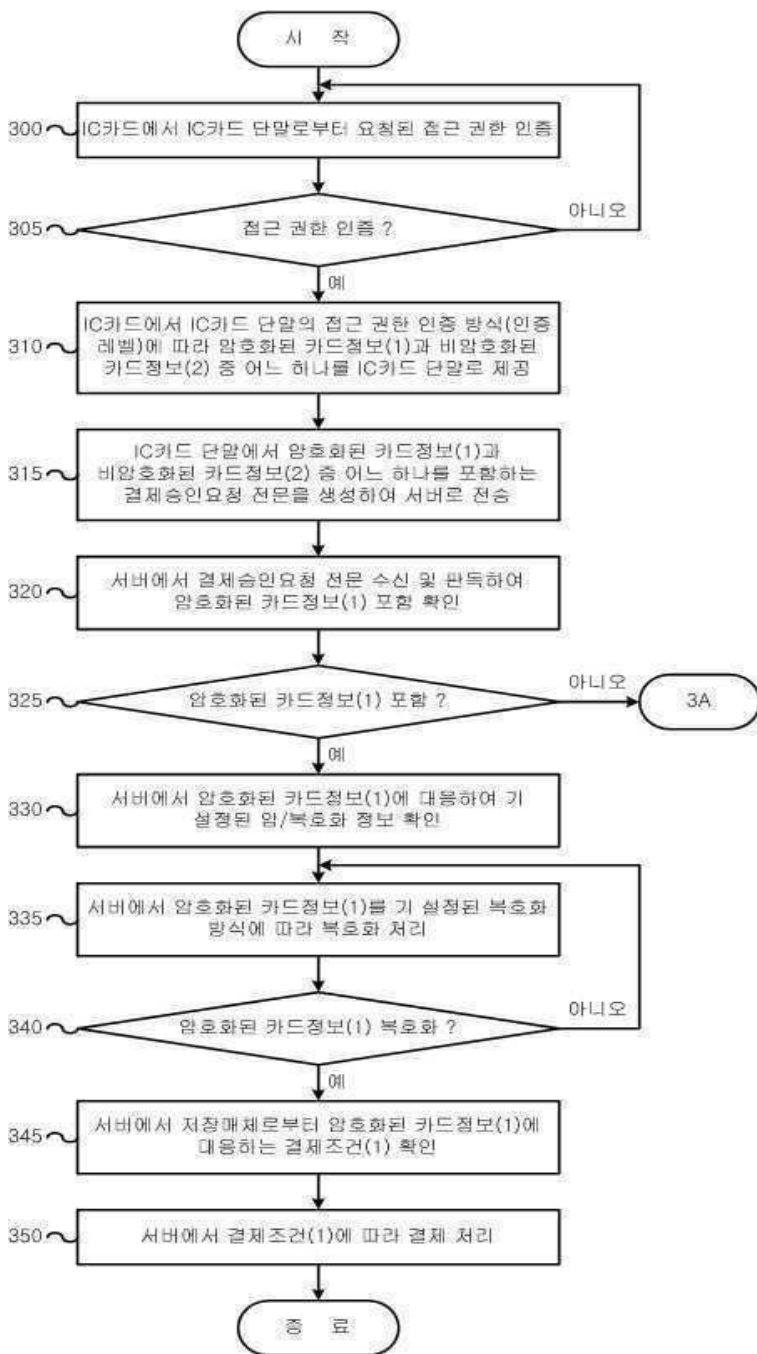 시 작
300
IC카드에서 IC카드 단말로부터 요청된 접근 권한 인증
305
접근 권한 인증 ?
아니오
예
310
IC카드에서 IC카드 단말의 접근 권한 인증 방식(인증
레벨)에 따라 암호화된 카드정보(1)과 비암호화된
카드정보(2) 중 어느 하나를 IC카드 단말로 제공
315
IC카드 단말에서 암호화된 카드정보(1)과
비암호화된 카드정보(2) 중 어느 하나를 포함하는
결제승인요청 전문을 생성하여 서버로 전송
320
서버에서 결제승인요청 전문 수신 및 판독하여
암호화된 카드정보(1) 포함 확인
325
암호화된 카드정보(1) 포함 ?
아니오
3A
예
330
서버에서 암호화된 카드정보(1)에 대응하여 기
설정된 암/복호화 정보 확인
335
서버에서 암호화된 카드정보(1)를 기 설정된 복호화
방식에 따라 복호화 처리
340
암호화된 카드정보(1) 복호화 ?
아니오
예
345
서버에서 저장매체로부터 암호화된 카드정보(1)에
대응하는 결제조건(1) 확인
350
서버에서 결제조건(1)에 따라 결제 처리
종 료